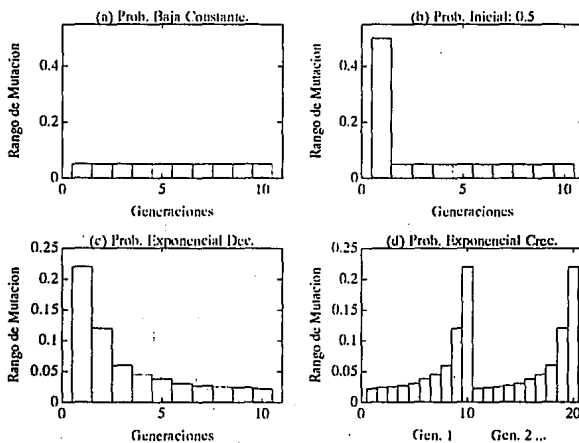 (a) Prob. Baja Constante.
Rango de Mutacion
0.4
0.2
0
0 5 10
Generaciones
(b) Prob. Inicial: 0.5
Rango de Mutacion
0.4
0.2
0
0 5 10
Generaciones
(c) Prob. Exponencial Dec.
Rango de Mutacion
0.25
0.2
0.15
0.1
0.05
0
0 5 10
Generaciones
(d) Prob. Exponencial Crec.
Rango de Mutacion
0.25
0.2
0.15
0.1
0.05
0
0 10 20
Gen. 1 Gen. 2 ...